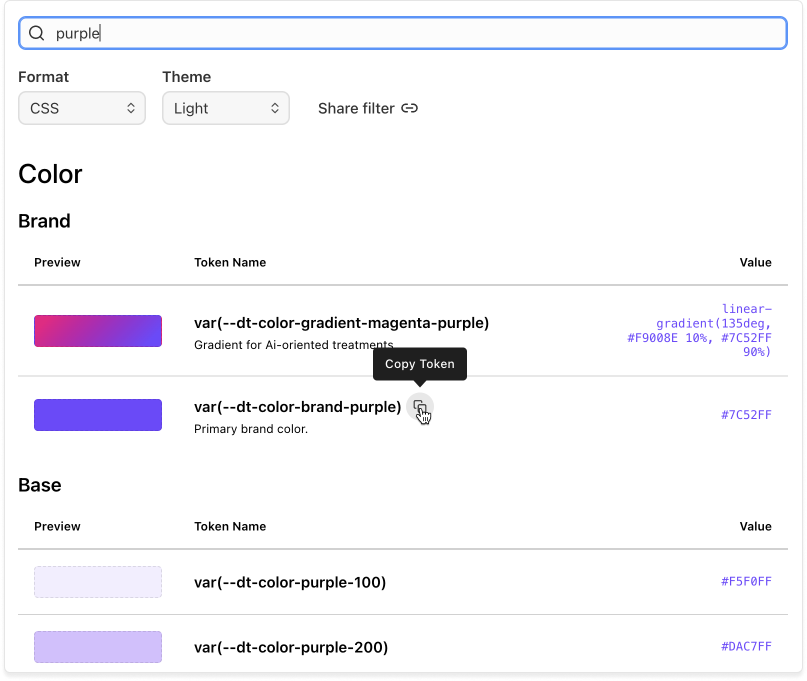 purple
Format Theme
CSS Light Share filter
Color
Brand
Preview Token Name Value
var(--dt-color-gradient-magenta-purple)
Gradient for Ai-oriented treatments.
linear-
gradient(135deg,
#F9008E 10%, #7C52FF
90%)
Copy Token
var(--dt-color-brand-purple)
Primary brand color.
#7C52FF
Base
Preview Token Name Value
var(--dt-color-purple-100) #F5F0FF
var(--dt-color-purple-200) #DAC7FF